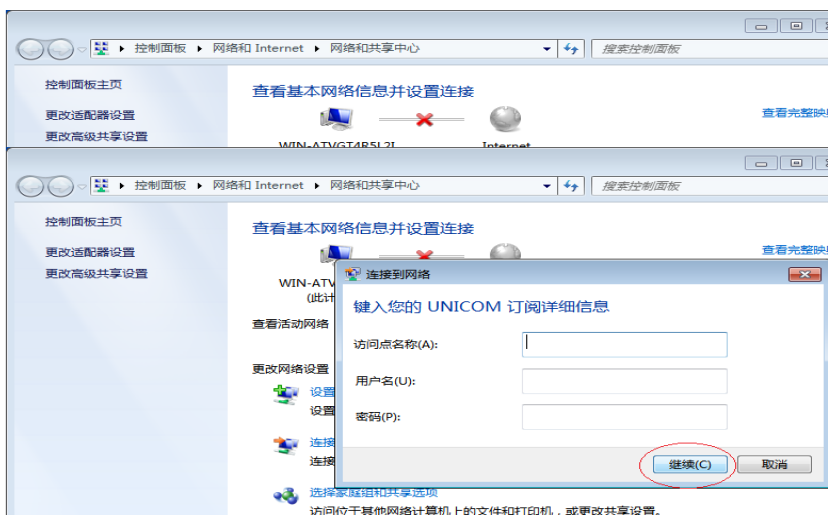 控制面板 ▸ 网络和 Internet ▸ 网络和共享中心
搜索控制面板
控制面板主页
更改适配器设置
更改高级共享设置
查看基本网络信息并设置连接
查看完整映
WIN-ATVGT4R5L2I
Internet
控制面板 ▸ 网络和 Internet ▸ 网络和共享中心
搜索控制面板
控制面板主页
更改适配器设置
更改高级共享设置
查看基本网络信息并设置连接
查看完整映
WIN-ATV
(此计
查看活动网络
更改网络设置
设置
设置
连接
连接
选择家庭组和共享选项
访问位于其他网络计算机上的文件和打印机，或更改共享设置。
连接到网络
键入您的 UNICOM 订阅详细信息
访问点名称(A):
用户名(U):
密码(P):
继续(C)
取消